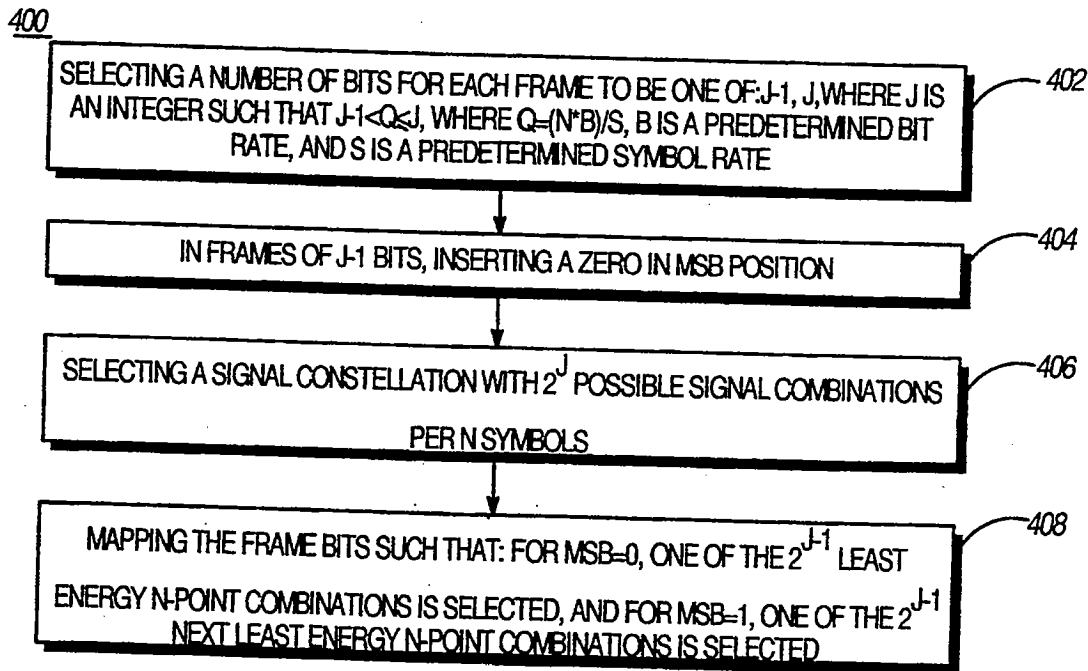 400
SELECTING A NUMBER OF BITS FOR EACH FRAME TO BE ONE OF:J-1, J,WHERE J IS
AN INTEGER SUCH THAT J-1<Q≤J, WHERE Q=(N*B)/S, B IS A PREDETERMINED BIT
RATE, AND S IS A PREDETERMINED SYMBOL RATE
402
IN FRAMES OF J-1 BITS, INSERTING A ZERO IN MSB POSITION
404
SELECTING A SIGNAL CONSTELLATION WITH 2^J POSSIBLE SIGNAL COMBINATIONS
PER N SYMBOLS
406
MAPPING THE FRAME BITS SUCH THAT: FOR MSB=0, ONE OF THE 2^J-1 LEAST
ENERGY N-POINT COMBINATIONS IS SELECTED, AND FOR MSB=1, ONE OF THE 2^J-1
NEXT LEAST ENERGY N-POINT COMBINATIONS IS SELECTED
408